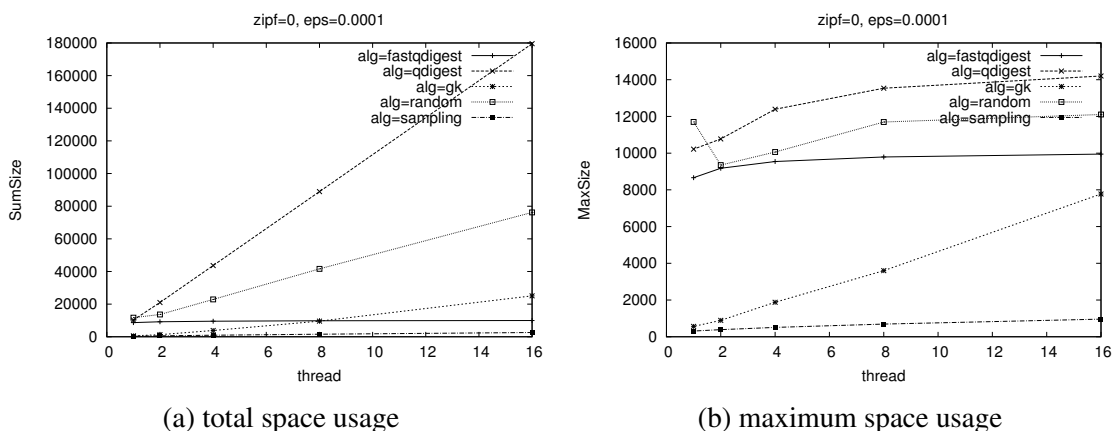 zipf=0, eps=0.0001
180000
160000
140000
120000
100000
80000
60000
40000
20000
0
SumSize
alg=fastqdigest
alg=qdigest
alg=gk
alg=random
alg=sampling
0 2 4 6 8 10 12 14 16
thread
(a) total space usage
zipf=0, eps=0.0001
16000
14000
12000
10000
8000
6000
4000
2000
0
MaxSize
alg=fastqdigest
alg=qdigest
alg=gk
alg=random
alg=sampling
0 2 4 6 8 10 12 14 16
thread
(b) maximum space usage